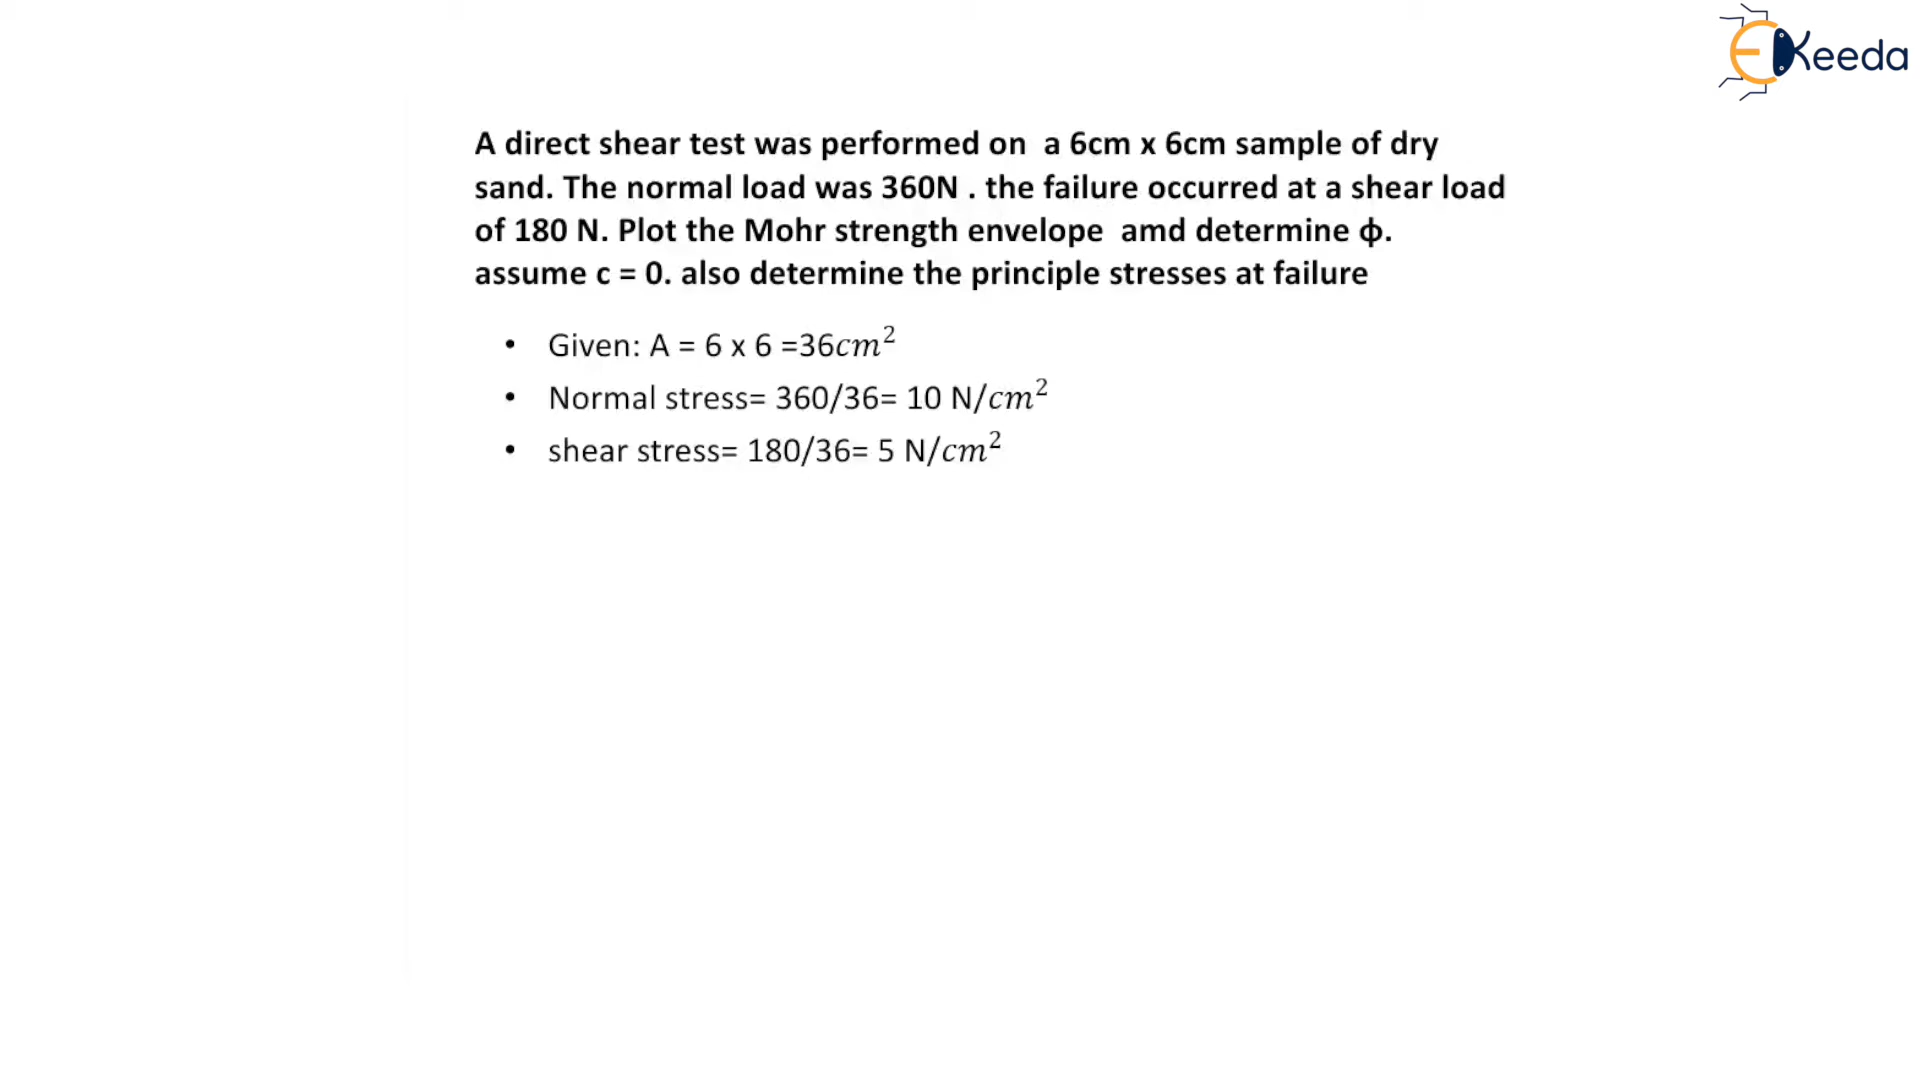 EKeeda
A direct shear test was performed on a 6cm x 6cm sample of dry
sand. The normal load was 360N . the failure occurred at a shear load
of 180 N. Plot the Mohr strength envelope amd determine ф.
assume c = 0. also determine the principle stresses at failure
• Given: A = 6 x 6 =36cm²
• Normal stress= 360/36= 10 N/cm²
• shear stress= 180/36= 5 N/cm²